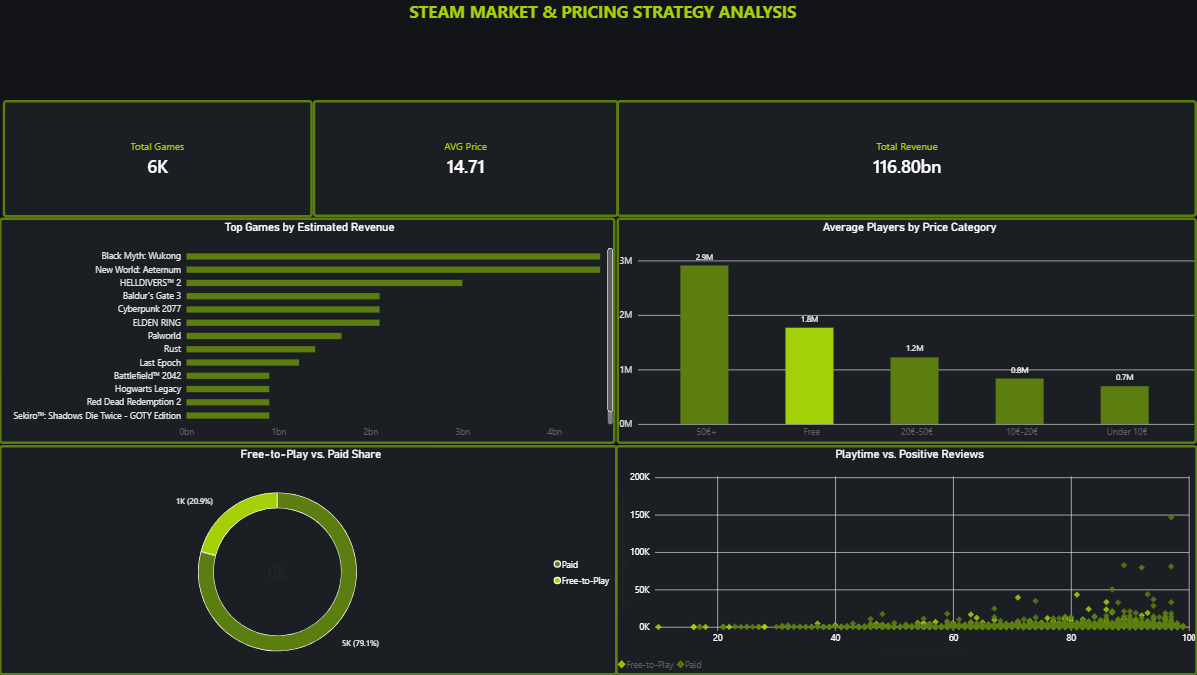 STEAM MARKET & PRICING STRATEGY ANALYSIS
Total Games
6K
AVG Price
14.71
Total Revenue
116.80bn
Top Games by Estimated Revenue
Black Myth: Wukong
New World: Aeternum
HELLDIVERS™ 2
Baldur's Gate 3
Cyberpunk 2077
ELDEN RING
Palworld
Rust
Last Epoch
Battlefield™ 2042
Hogwarts Legacy
Red Dead Redemption 2
Sekiro™: Shadows Die Twice - GOTY Edition
0bn 1bn 2bn 3bn 4bn
Average Players by Price Category
3M
2M
1M
0M
2.9M
1.8M
1.2M
0.8M
0.7M
50€+ Free 20€-50€ 10€-20€ Under 10€
Free-to-Play vs. Paid Share
1K (20.9%)
6K
5K (79.1%)
Paid
Free-to-Play
Playtime vs. Positive Reviews
200K
150K
100K
50K
0K
20 40 60 80 100
Free-to-Play Paid